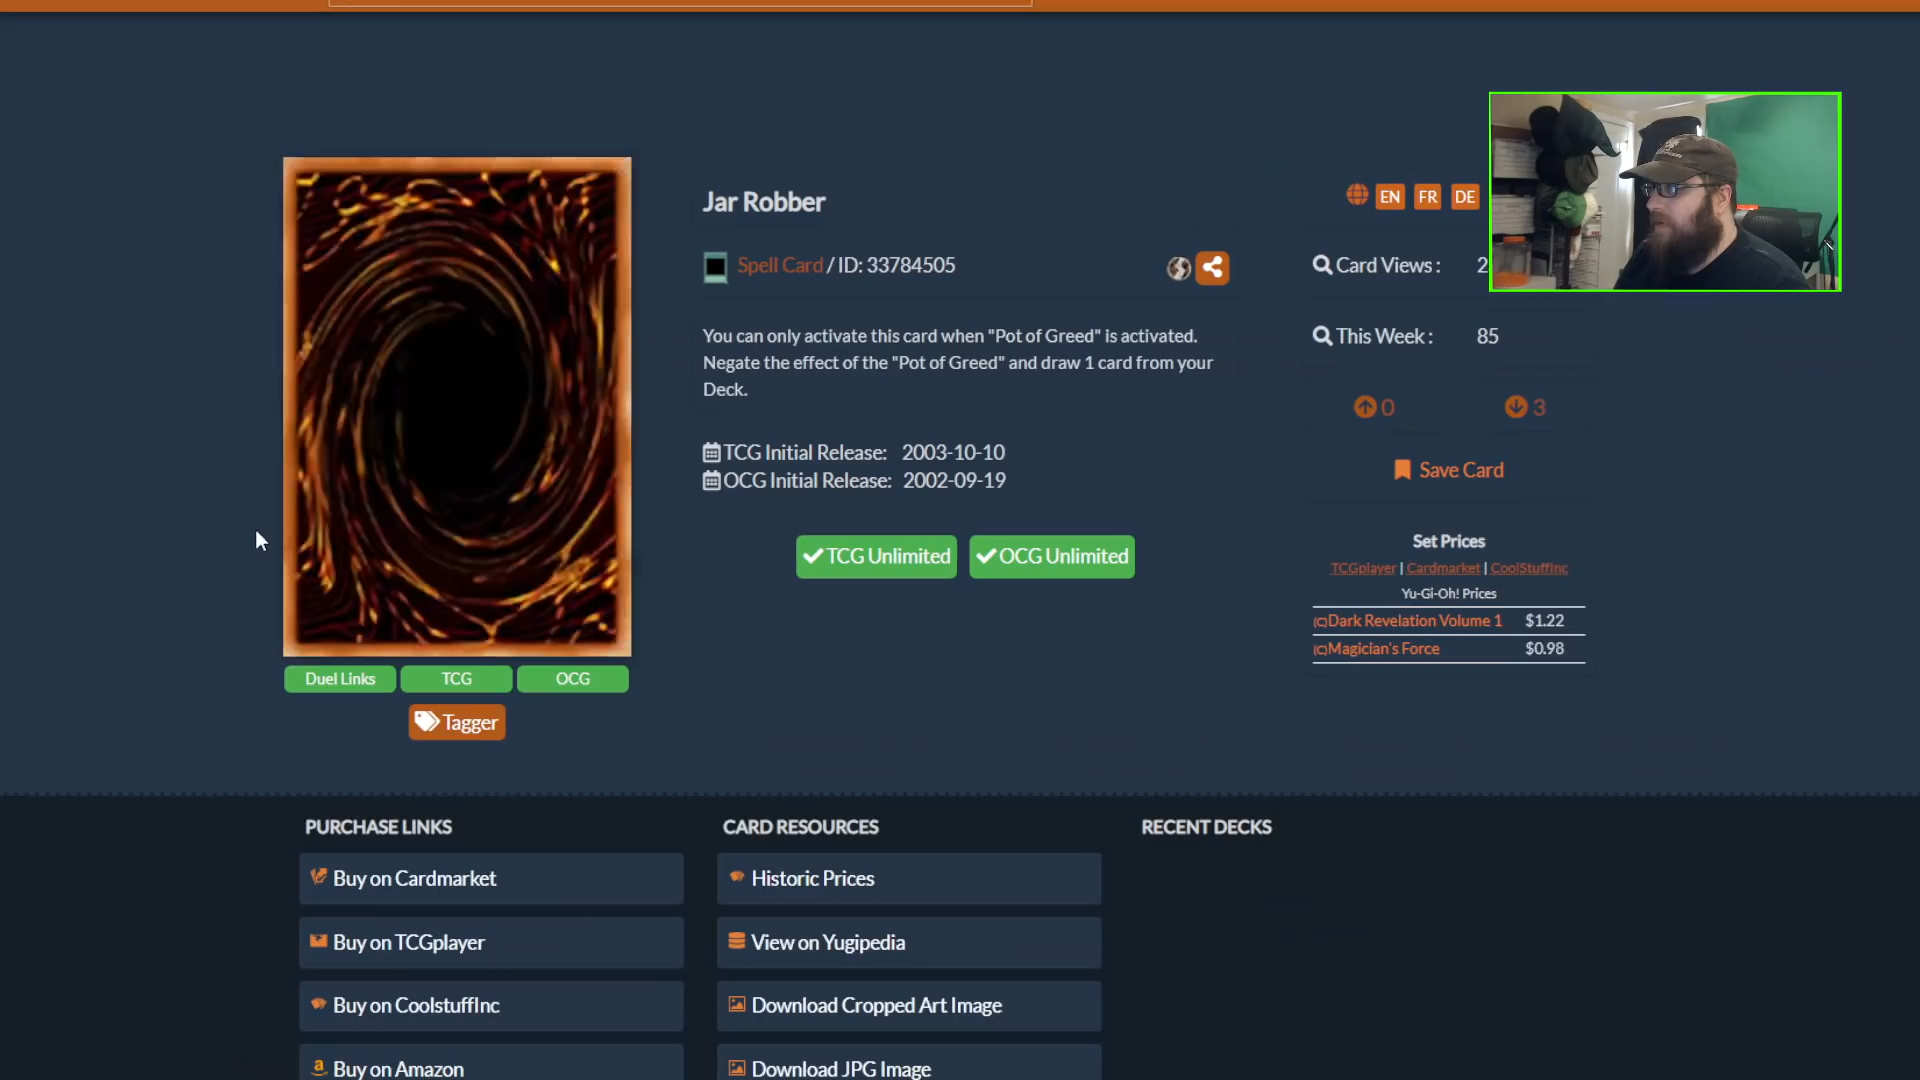 Jar Robber
EN FR DE
Spell Card / ID: 33784505
Card Views : 2
You can only activate this card when "Pot of Greed" is activated.
Negate the effect of the "Pot of Greed" and draw 1 card from your
Deck.
This Week : 85
0 3
TCG Initial Release: 2003-10-10
OCG Initial Release: 2002-09-19
Save Card
TCG Unlimited OCG Unlimited
Set Prices
TCGplayer | Cardmarket | CoolStuffInc
Yu-Gi-Oh! Prices
(C)Dark Revelation Volume 1 $1.22
(C)Magician's Force $0.98
Duel Links TCG OCG
Tagger
PURCHASE LINKS
Buy on Cardmarket
Buy on TCGplayer
Buy on CoolstuffInc
Buy on Amazon
CARD RESOURCES
Historic Prices
View on Yugipedia
Download Cropped Art Image
Download JPG Image
RECENT DECKS